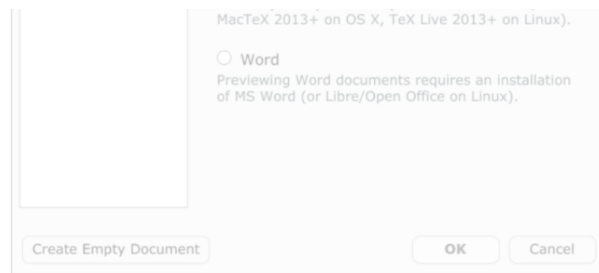 MacTeX 2013+ on OS X, TeX Live 2013+ on Linux).
Word
Previewing Word documents requires an installation
of MS Word (or Libre/Open Office on Linux).
Create Empty Document
OK
Cancel